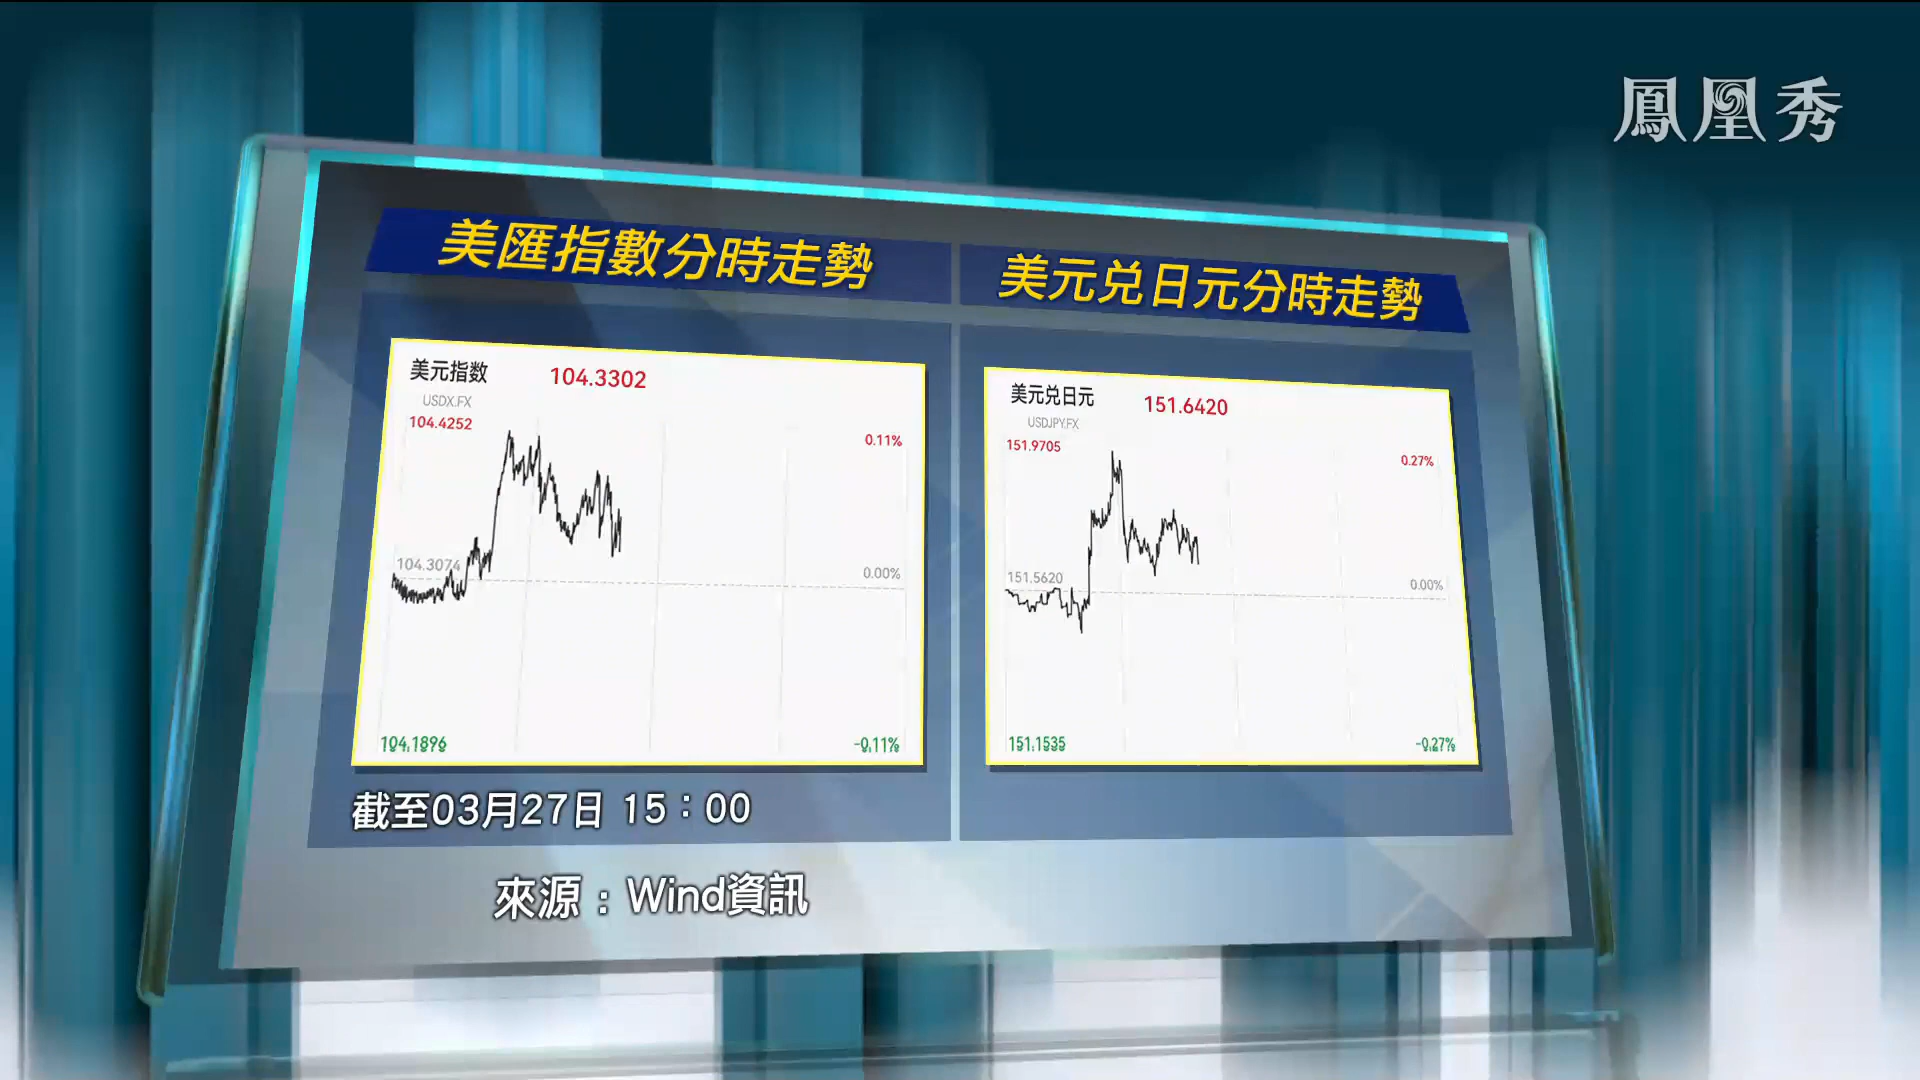 鳳凰秀
美匯指數分時走勢
美元指数
104.3302
USDX.FX
104.4252
0.11%
104.3074
0.00%
104.1896
-0.11%
美元兑日元分時走勢
美元兑日元
151.6420
USDJPY.FX
151.9705
0.27%
151.5620
0.00%
151.1535
-0.27%
截至03月27日 15：00
來源：Wind資訊